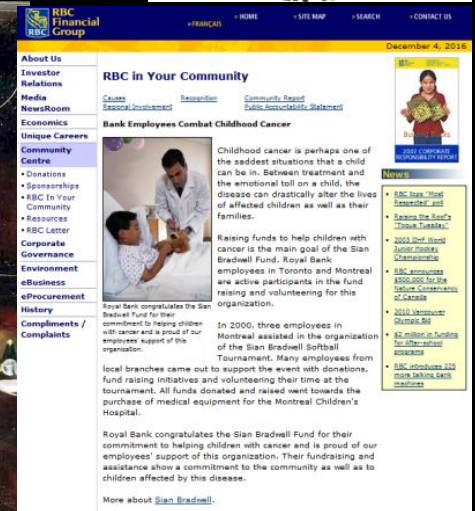 RBC
Financial
Group
RBC
FRANÇAIS
HOME
SITE MAP
SEARCH
CONTACT US
December 4, 2016
About Us
Investor
Relations
Media
NewsRoom
Economics
Unique Careers
Community
Centre
• Donations
• Sponsorships
• RBC In Your
Community
• Resources
• RBC Letter
Corporate
Governance
Environment
eBusiness
eProcurement
History
Compliments /
Complaints
RBC in Your Community
Causes Recognition Community Report
Regional Involvement Public Accountability Statement
Bank Employees Combat Childhood Cancer
Childhood cancer is perhaps one of
the saddest situations that a child
can be in. Between treatment and
the emotional toll on a child, the
disease can drastically alter the lives
of affected children as well as their
families.
Raising funds to help children with
cancer is the main goal of the Sian
Bradwell Fund. Royal Bank
employees in Toronto and Montreal
are active participants in the fund
raising and volunteering for this
organization.
Royal Bank congratulates the Sian
Bradwell Fund for their
commitment to helping children
with cancer and is proud of our
employees' support of this
organization.
In 2000, three employees in
Montreal assisted in the organization
of the Sian Bradwell Softball
Tournament. Many employees from
local branches came out to support the event with donations,
fund raising initiatives and volunteering their time at the
tournament. All funds donated and raised went towards the
purchase of medical equipment for the Montreal Children's
Hospital.
Royal Bank congratulates the Sian Bradwell Fund for their
commitment to helping children with cancer and is proud of our
employees' support of this organization. Their fundraising and
assistance show a commitment to the community as well as to
children affected by this disease.
More about Sian Bradwell.
2002 CORPORATE
RESPONSIBILITY REPORT
News
• RBC tops "Most
Respected" poll
• Raising the Roof's
"Toque Tuesday"
• 2003 IIHF World
Junior Hockey
Championship
• RBC announces
$500,000 for the
Nature Conservancy
of Canada
• 2010 Vancouver
Olympic Bid
• $2 million in funding
for After-school
programs
• RBC introduces 225
more talking bank
machines